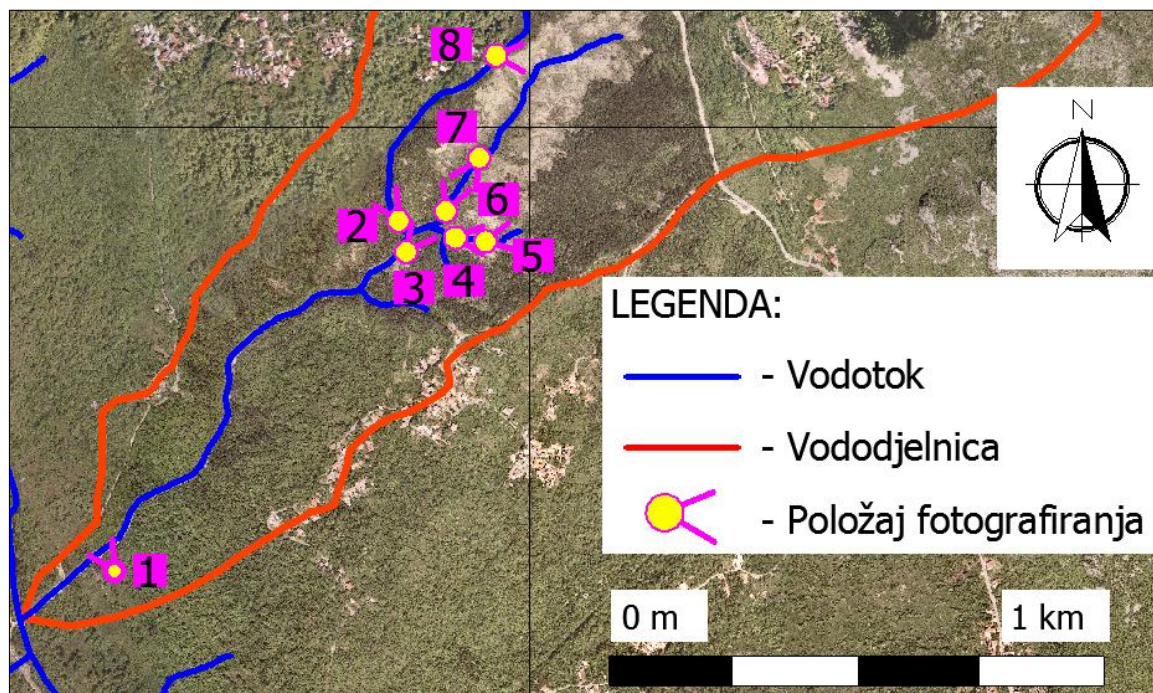 8
7
6
2
5
3
4
1
N
LEGENDA:
- Vodotok
- Vododjelnica
- Položaj fotografiranja
0 m
1 km